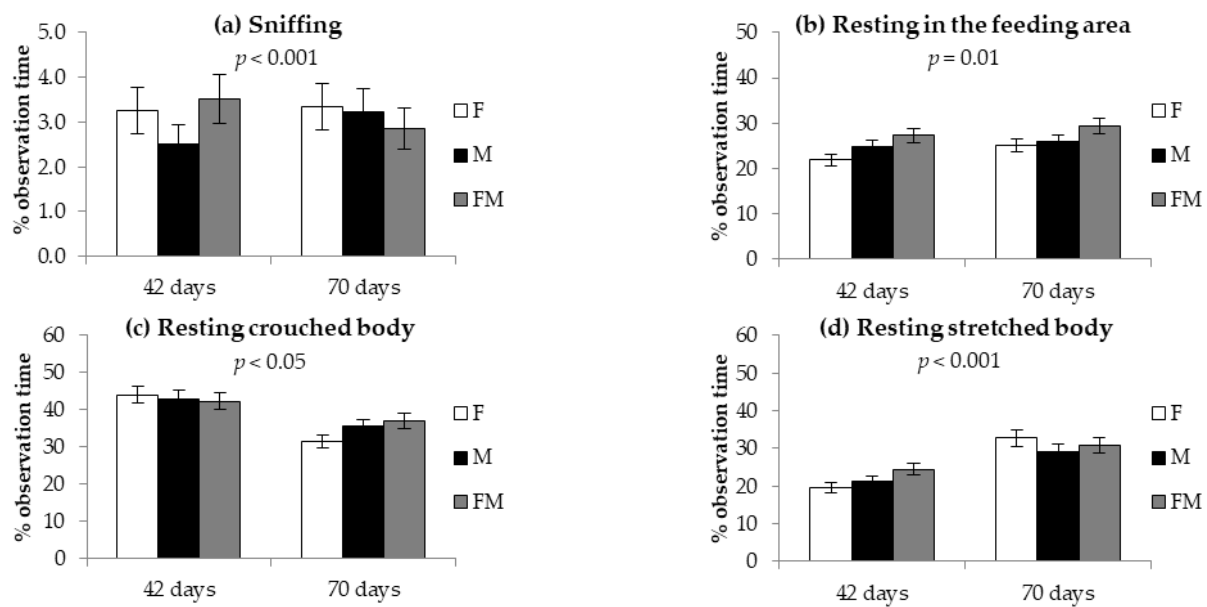 (a) Sniffing
p < 0.001
% observation time
5.0
4.0
3.0
2.0
1.0
0.0
42 days
70 days
F
M
FM
(b) Resting in the feeding area
p = 0.01
% observation time
50
40
30
20
10
0
42 days
70 days
F
M
FM
(c) Resting crouched body
p < 0.05
% observation time
60
50
40
30
20
10
0
42 days
70 days
F
M
FM
(d) Resting stretched body
p < 0.001
% observation time
60
50
40
30
20
10
0
42 days
70 days
F
M
FM